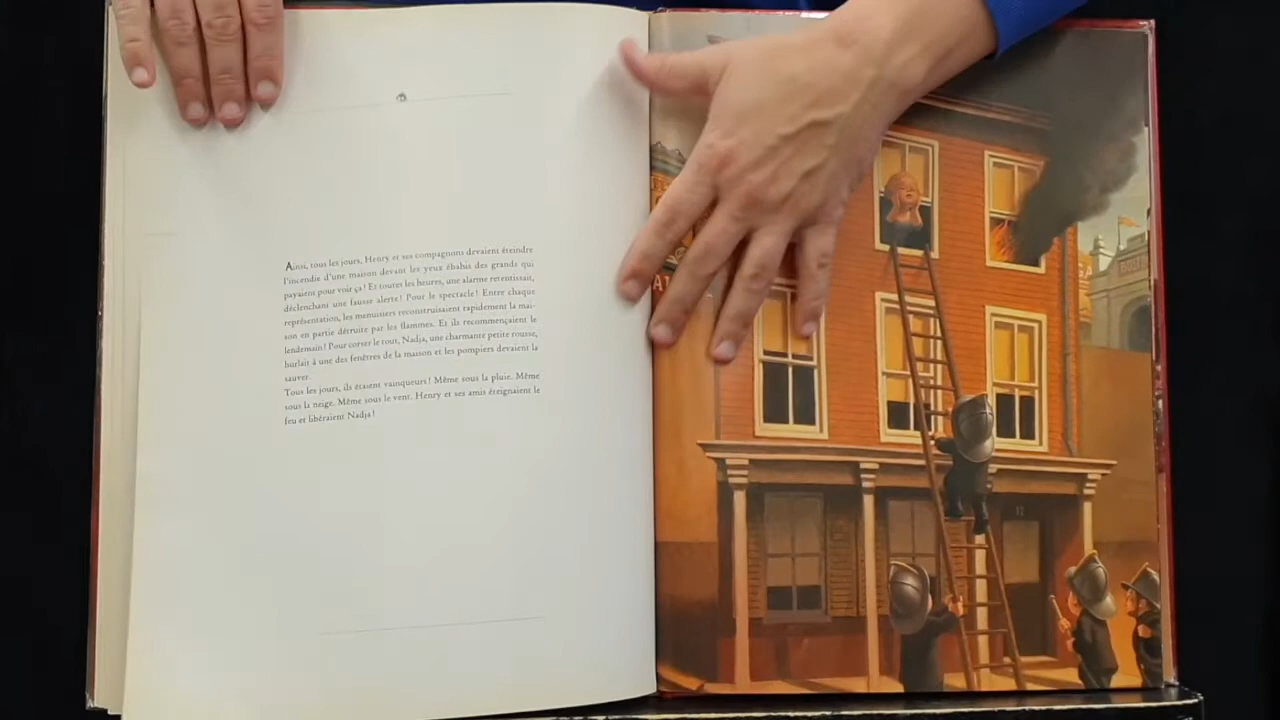 Ainsi, tous les jours, Henry et ses compagnons devaient éteindre
l'incendie d'une maison devant les yeux ébahis des grands qui
payaient pour voir ça ! Et toutes les heures, une alarme retentissait,
déclenchant une fausse alerte ! Pour le spectacle ! Entre chaque
représentation, les menuisiers reconstruisaient rapidement la mai-
son en partie détruite par les flammes. Et ils recommençaient le
lendemain ! Pour corser le tout, Nadja, une charmante petite rousse,
hurlait à une des fenêtres de la maison et les pompiers devaient la
sauver.
Tous les jours, ils étaient vainqueurs ! Même sous la pluie. Même
sous la neige. Même sous le vent. Henry et ses amis éteignaient le
feu et libéraient Nadja !